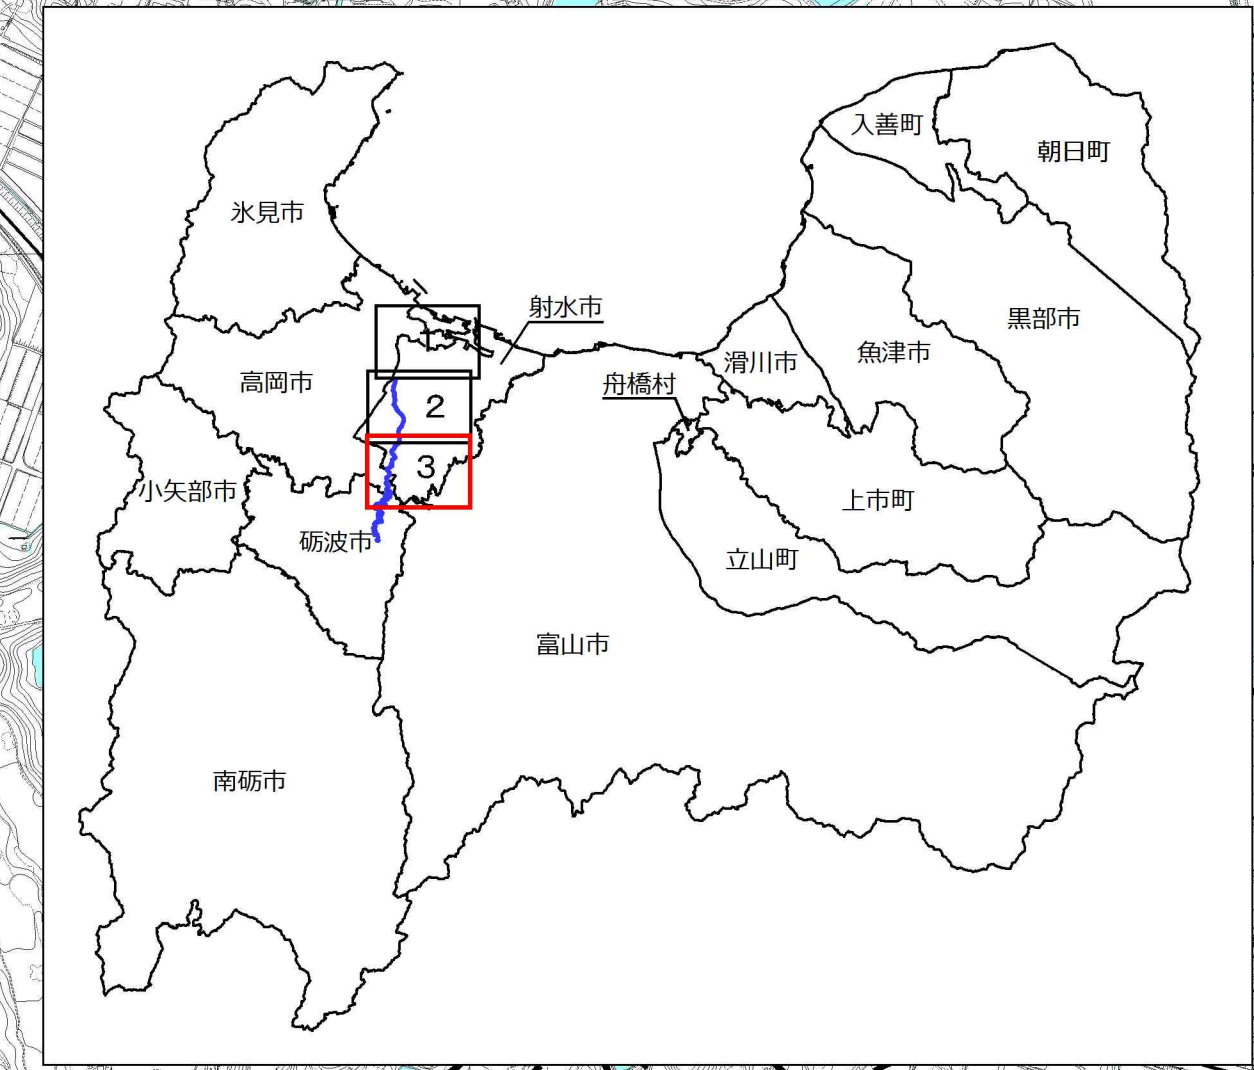 入善町
朝日町
氷見市
射水市
黒部市
1
高岡市
滑川市
魚津市
舟橋村
2
3
小矢部市
上市町
砺波市
立山町
富山市
南砺市